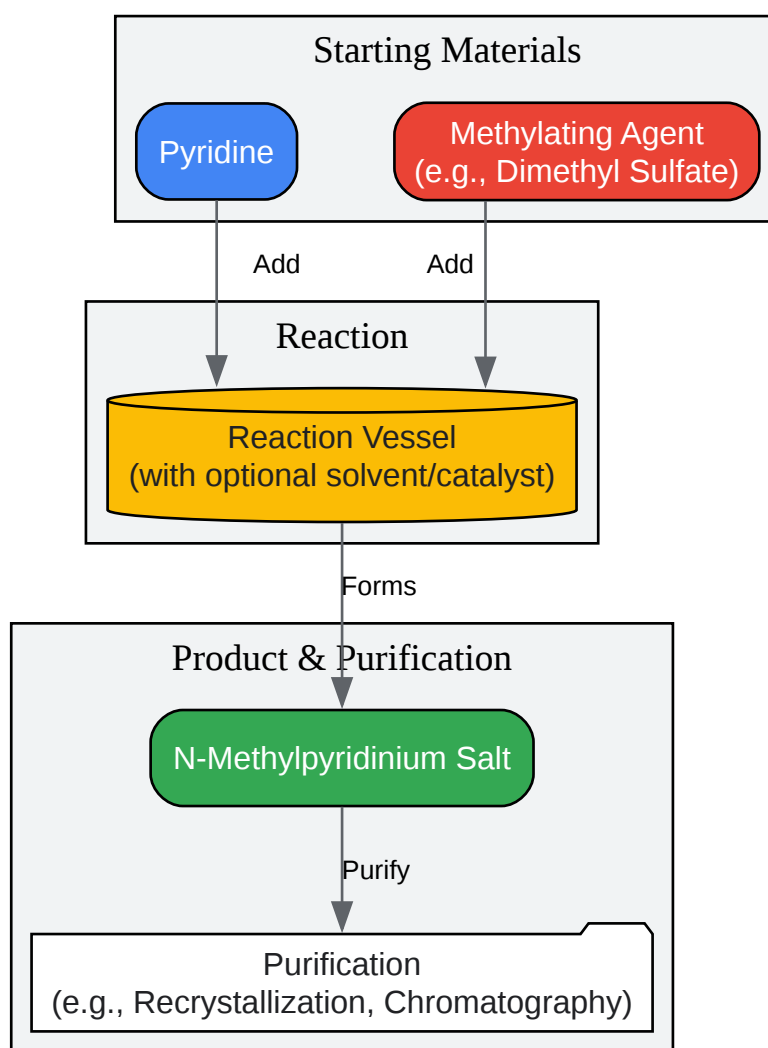 Starting Materials
Pyridine
Methylating Agent
(e.g., Dimethyl Sulfate)
Add
Add
Reaction
Reaction Vessel
(with optional solvent/catalyst)
Forms
Product & Purification
N-Methylpyridinium Salt
Purify
Purification
(e.g., Recrystallization, Chromatography)